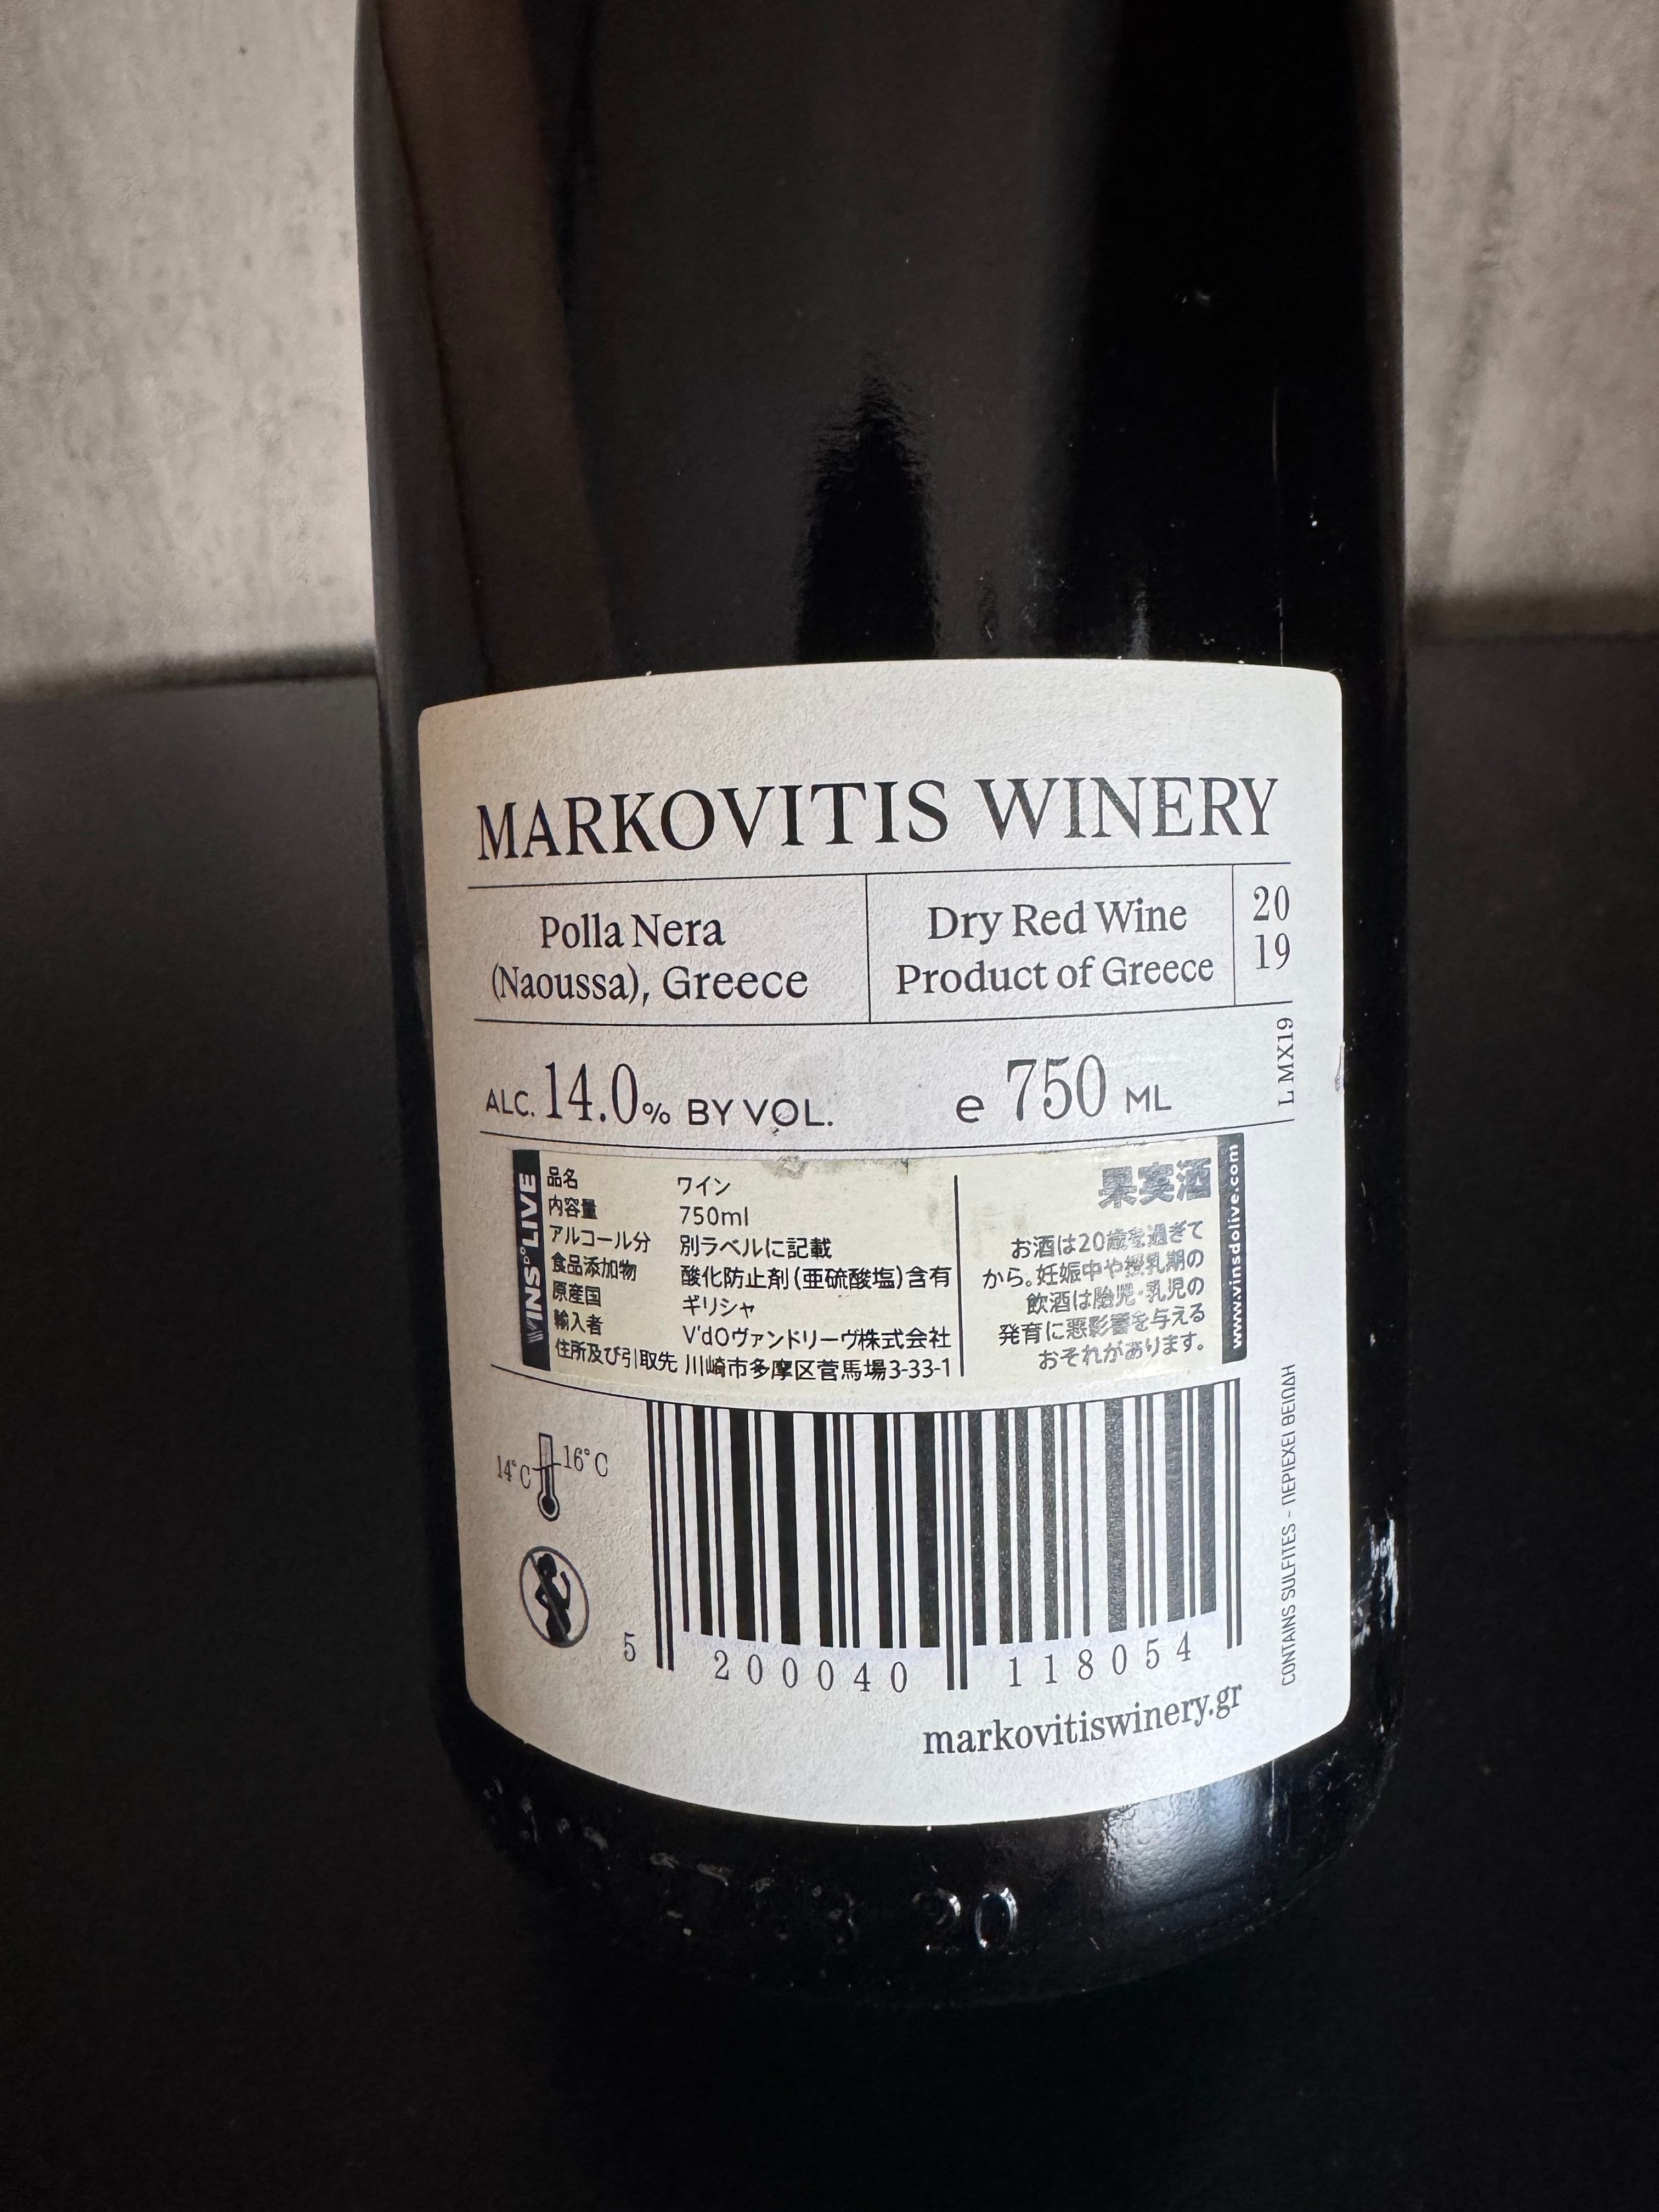 MARKOVITIS WINERY
Polla Nera
(Naoussa), Greece
Dry Red Wine
Product of Greece
20
19
L MX19
ALC. 14.0% BY VOL.
e 750 ML
VINS DO LIVE
品名 ワイン
内容量 750ml
アルコール分 別ラベルに記載
食品添加物 酸化防止剤(亜硫酸塩)含有
原産国 ギリシャ
輸入者 V'dOヴァンドリーヴ株式会社
住所及び引取先 川崎市多摩区菅馬場3-33-1
果実酒
お酒は20歳を過ぎて
から。妊娠中や授乳期の
飲酒は胎児・乳児の
発育に悪影響を与える
おそれがあります。
www.vinsdolive.com
14°C
16°C
5 200040 118054
CONTAINS SULFITES - ΠΕΡΙΕΧΕΙ ΘΕΙΩΔΗ
markovitiswinery.gr
20